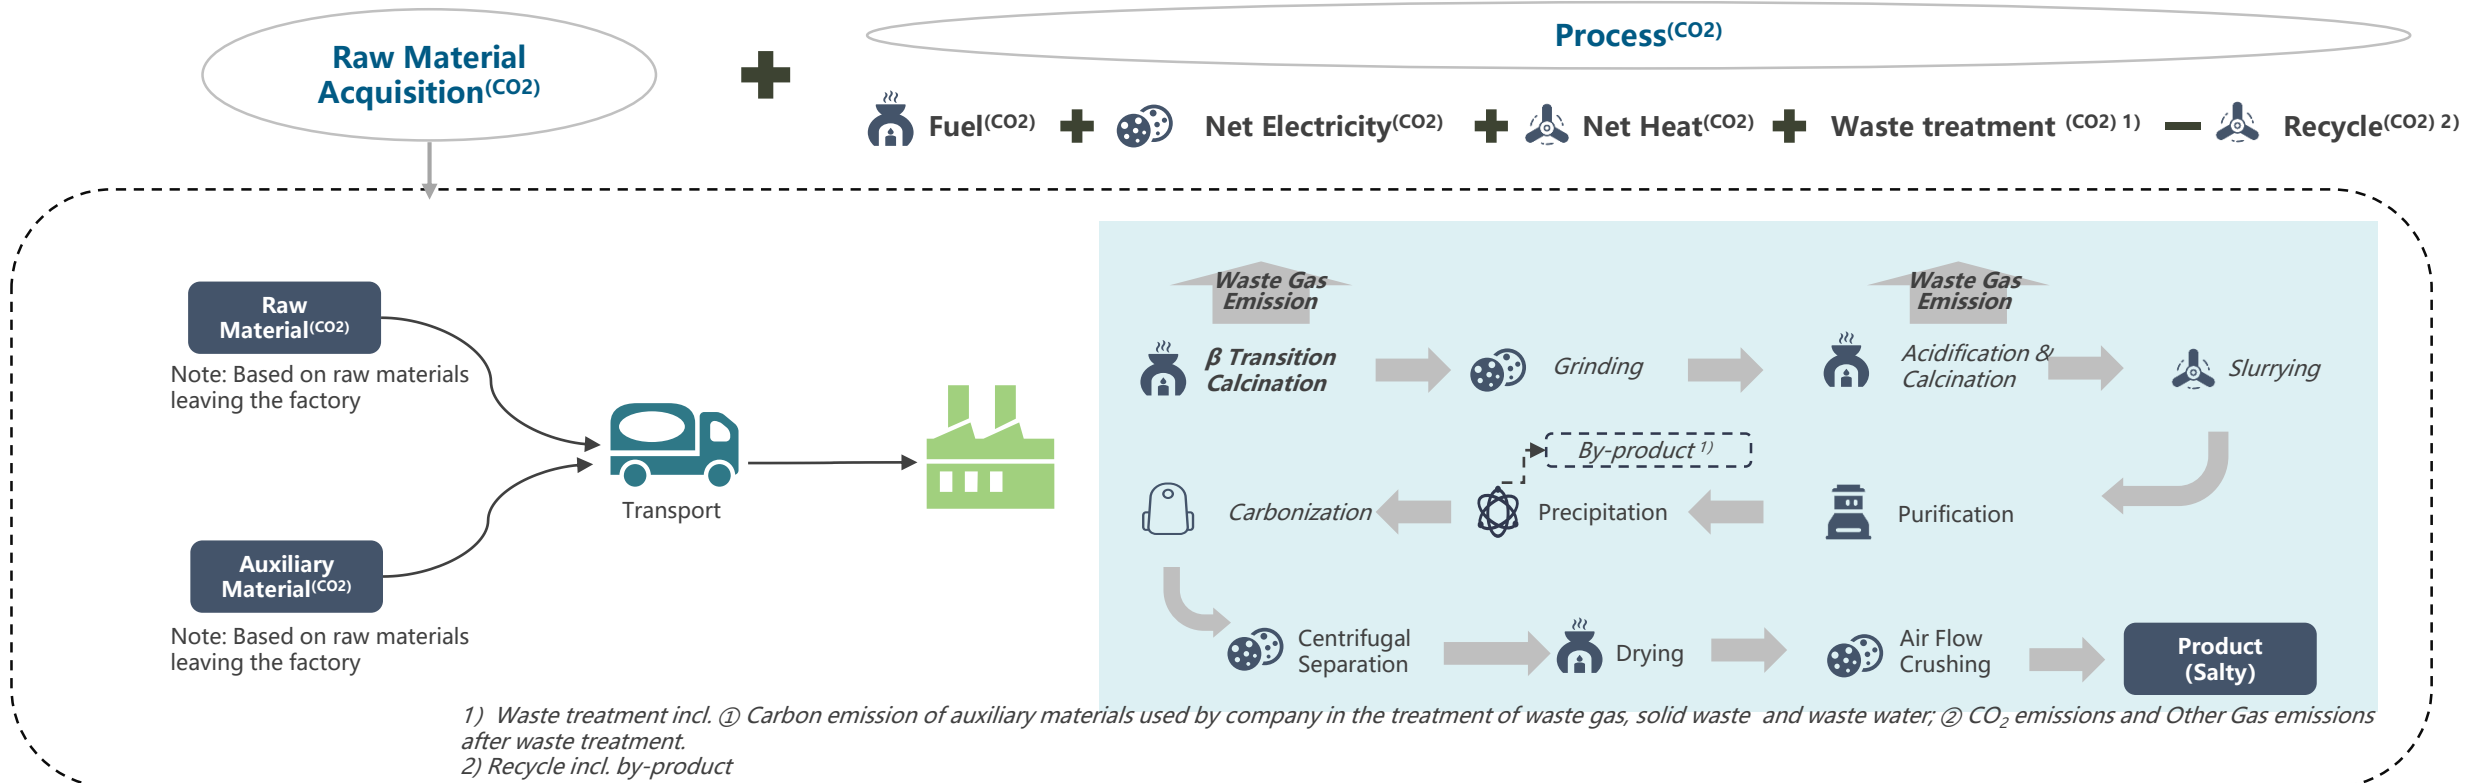 Raw Material
Acquisition(CO2)
Process(CO2)
Fuel(CO2)
Net Electricity(CO2)
Net Heat(CO2)
Waste treatment (CO2) 1)
Recycle(CO2) 2)
Raw
Material(CO2)
Note: Based on raw materials
leaving the factory
Auxiliary
Material(CO2)
Note: Based on raw materials
leaving the factory
Transport
Waste Gas
Emission
Waste Gas
Emission
β Transition
Calcination
Grinding
Acidification &
Calcination
Slurrying
By-product 1)
Carbonization
Precipitation
Purification
Centrifugal
Separation
Drying
Air Flow
Crushing
Product
(Salty)
1) Waste treatment incl. ① Carbon emission of auxiliary materials used by company in the treatment of waste gas, solid waste and waste water; ② CO2 emissions and Other Gas emissions
after waste treatment.
2) Recycle incl. by-product